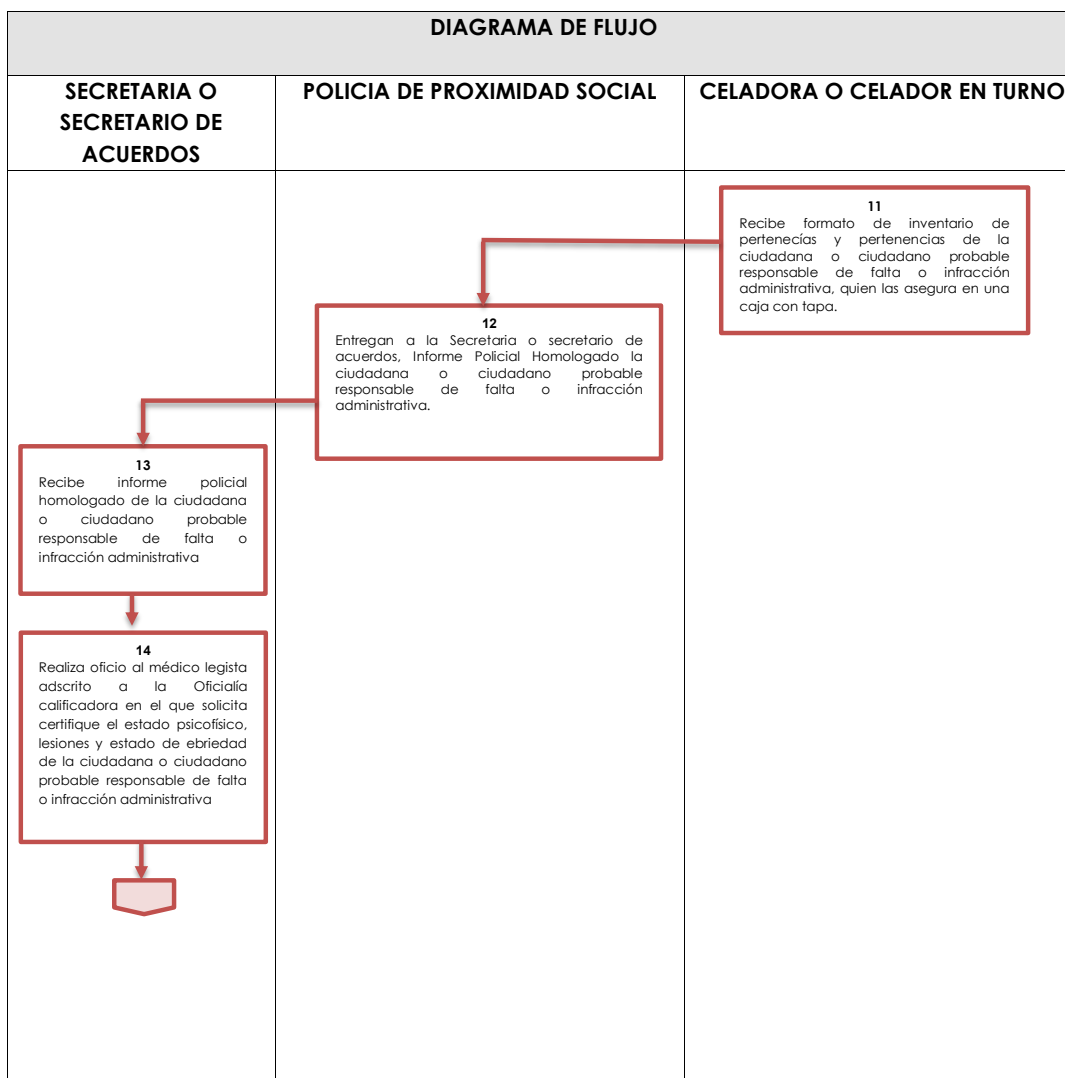 DIAGRAMA DE FLUJO
SECRETARIA O
SECRETARIO DE
ACUERDOS
POLICIA DE PROXIMIDAD SOCIAL
CELADORA O CELADOR EN TURNO
11
Recibe formato de inventario de
pertenecías y pertenencias de la
ciudadana o ciudadano probable
responsable de falta o infracción
administrativa, quien las asegura en una
caja con tapa.
12
Entregan a la Secretaria o secretario de
acuerdos, Informe Policial Homologado la
ciudadana o ciudadano probable
responsable de falta o infracción
administrativa.
13
Recibe informe policial
homologado de la ciudadana
o ciudadano probable
responsable de falta o
infracción administrativa
14
Realiza oficio al médico legista
adscrito a la Oficialía
calificadora en el que solicita
certifique el estado psicofísico,
lesiones y estado de ebriedad
de la ciudadana o ciudadano
probable responsable de falta
o infracción administrativa